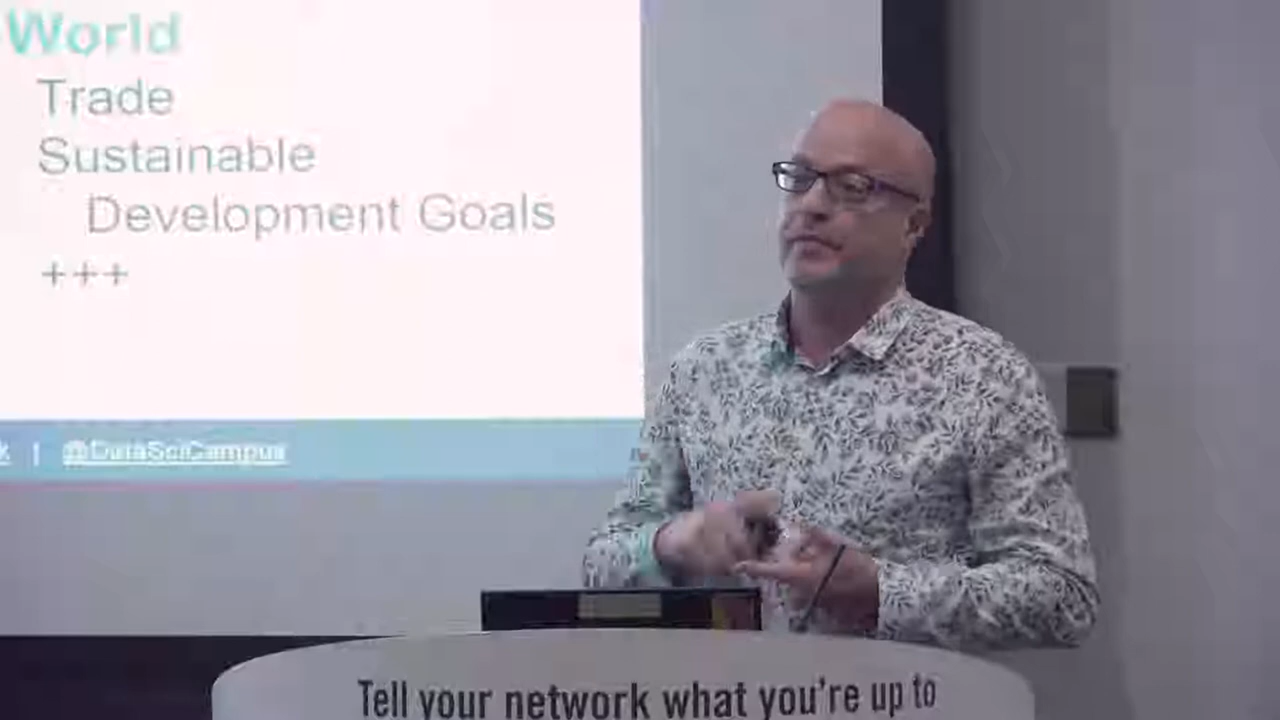 World
Trade
Sustainable
Development Goals
+++
k | @DataSciCampus
Tell your network what you're up to